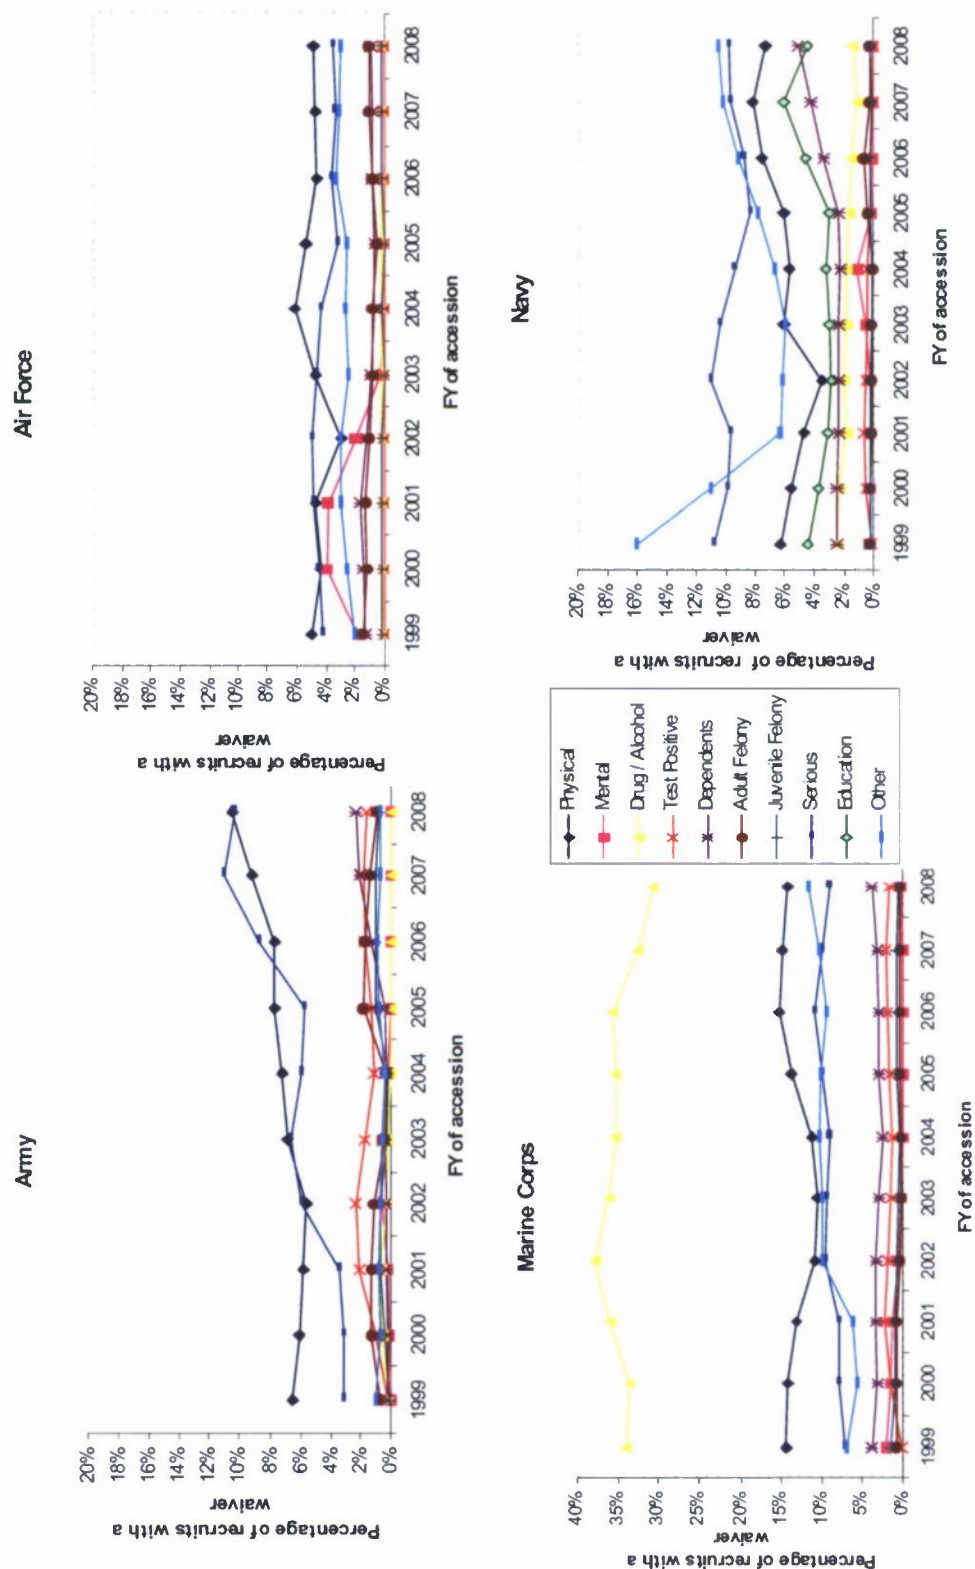 Army
Percentage of recruits with a
waiver
20%
18%
16%
14%
12%
10%
8%
6%
4%
2%
0%
1999 2000 2001 2002 2003 2004 2005 2006 2007 2008
FY of accession
Air Force
Percentage of recruits with a
waiver
20%
18%
16%
14%
12%
10%
8%
6%
4%
2%
0%
1999 2000 2001 2002 2003 2004 2005 2006 2007 2008
FY of accession
Marine Corps
Percentage of recruits with a
waiver
40%
35%
30%
25%
20%
15%
10%
5%
0%
1999 2000 2001 2002 2003 2004 2005 2006 2007 2008
FY of accession
Physical
Mental
Drug / Alcohol
Test Positive
Dependents
Adult Felony
Juvenile Felony
Serious
Education
Other
Navy
Percentage of recruits with a
waiver
20%
18%
16%
14%
12%
10%
8%
6%
4%
2%
0%
1999 2000 2001 2002 2003 2004 2005 2006 2007 2008
FY of accession